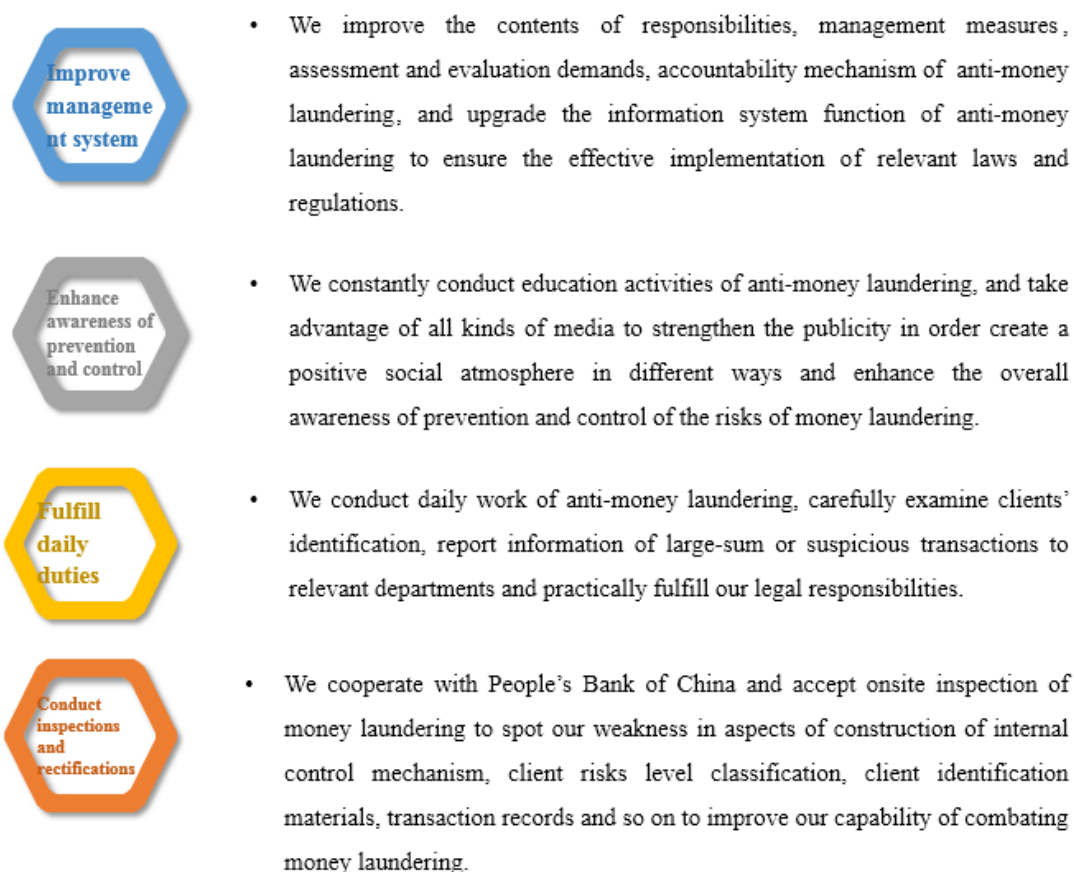 Improve
manageme
nt system
• We improve the contents of responsibilities, management measures,
assessment and evaluation demands, accountability mechanism of anti-money
laundering, and upgrade the information system function of anti-money
laundering to ensure the effective implementation of relevant laws and
regulations.
Enhance
awareness of
prevention
and control
• We constantly conduct education activities of anti-money laundering, and take
advantage of all kinds of media to strengthen the publicity in order create a
positive social atmosphere in different ways and enhance the overall
awareness of prevention and control of the risks of money laundering.
Fulfill
daily
duties
• We conduct daily work of anti-money laundering, carefully examine clients’
identification, report information of large-sum or suspicious transactions to
relevant departments and practically fulfill our legal responsibilities.
Conduct
inspections
and
rectifications
• We cooperate with People’s Bank of China and accept onsite inspection of
money laundering to spot our weakness in aspects of construction of internal
control mechanism, client risks level classification, client identification
materials, transaction records and so on to improve our capability of combating
money laundering.